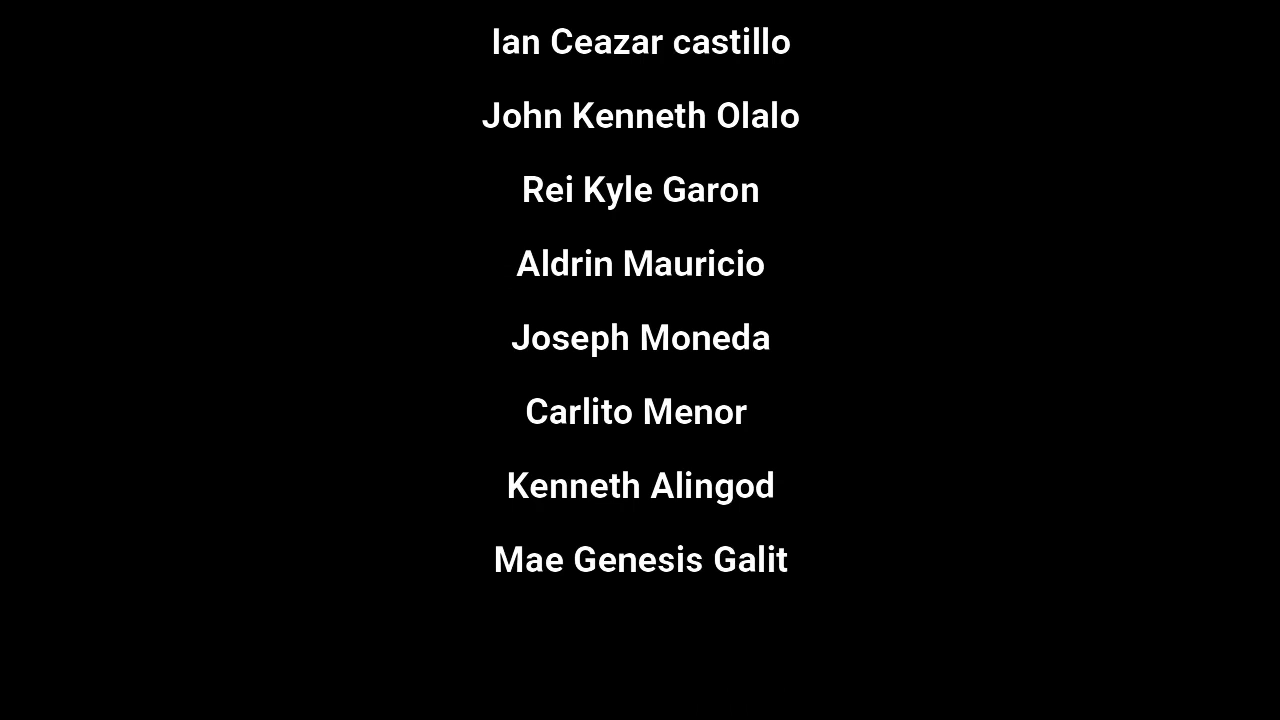 Ian Ceazar castillo
John Kenneth Olalo
Rei Kyle Garon
Aldrin Mauricio
Joseph Moneda
Carlito Menor
Kenneth Alingod
Mae Genesis Galit